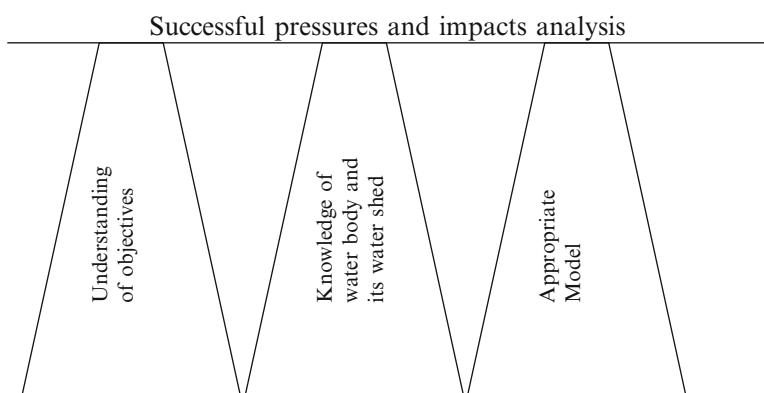 Successful pressures and impacts analysis
Understanding
of objectives
Knowledge of
water body and
its water shed
Appropriate
Model